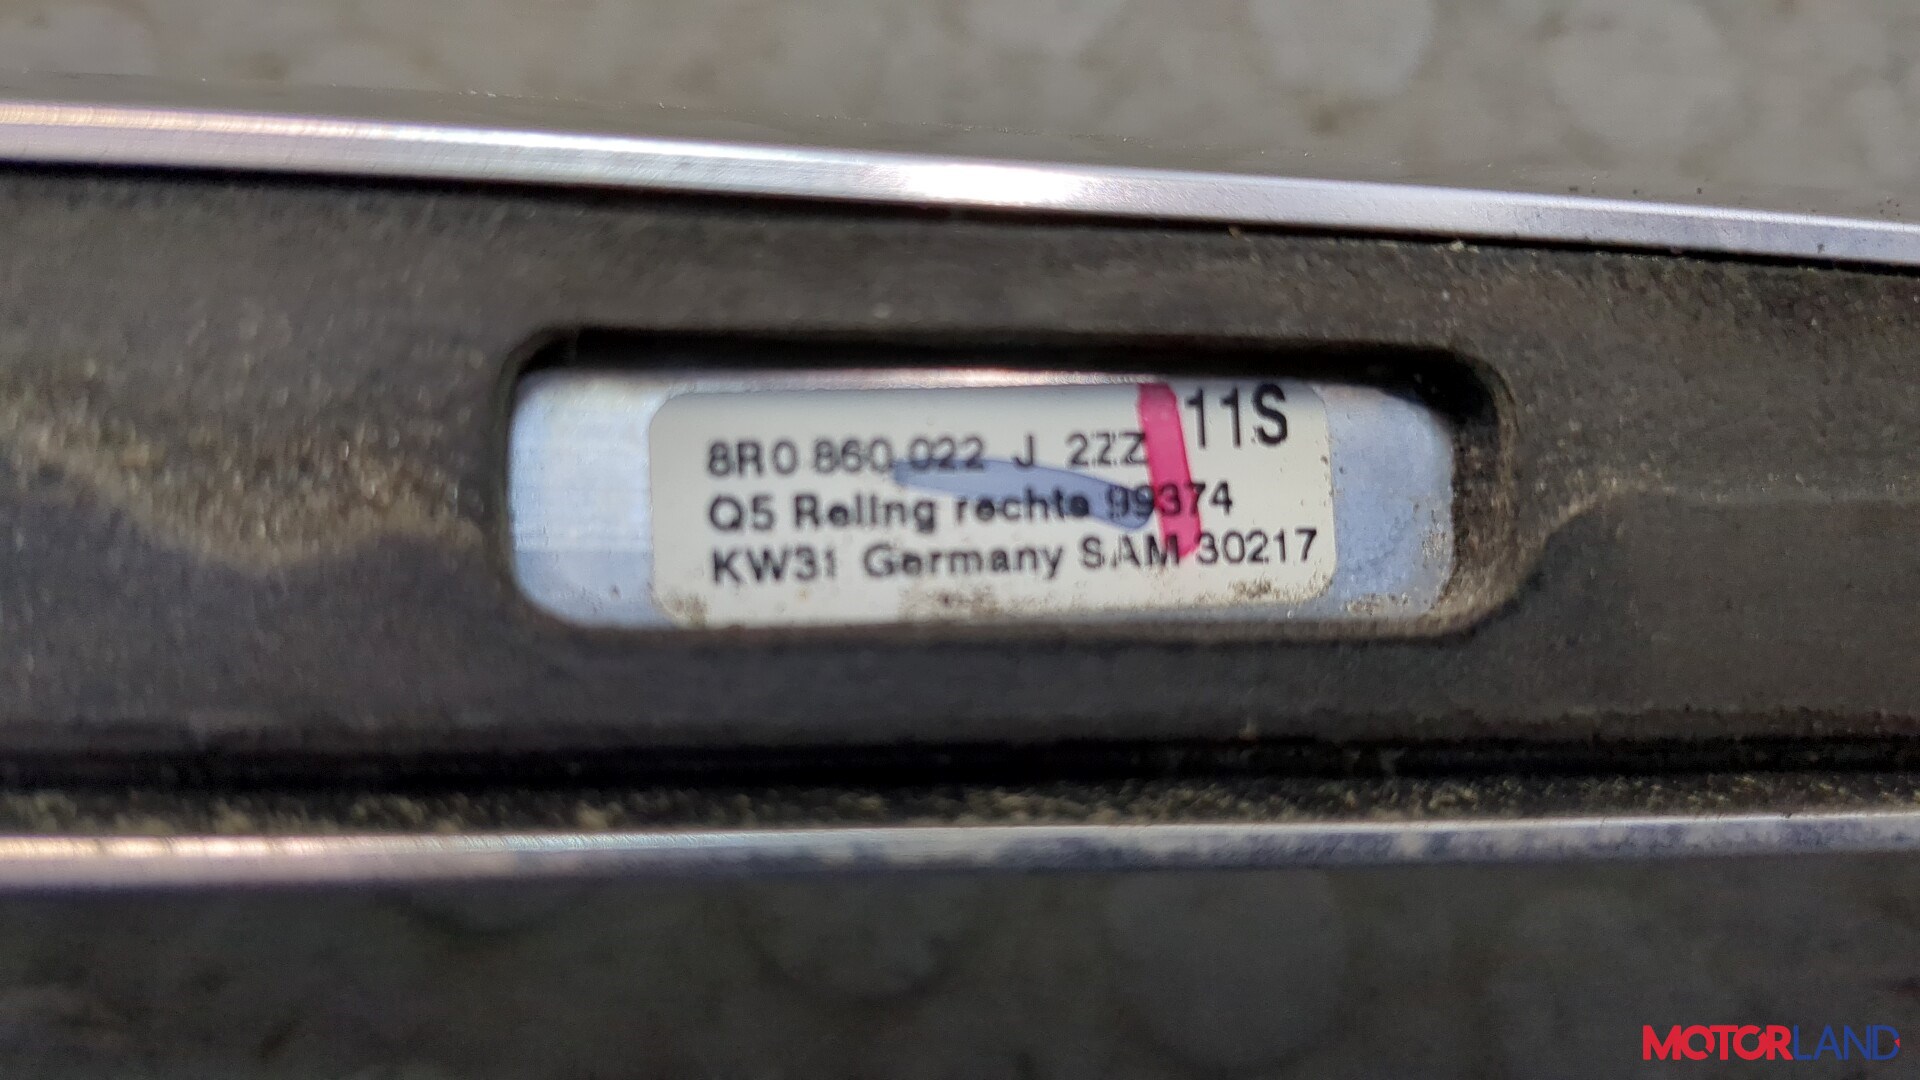 8R0 860 022 J 2ZZ 11S
Q5 Reling rechts 99374
KW31 Germany SAM 30217
MOTORLAND